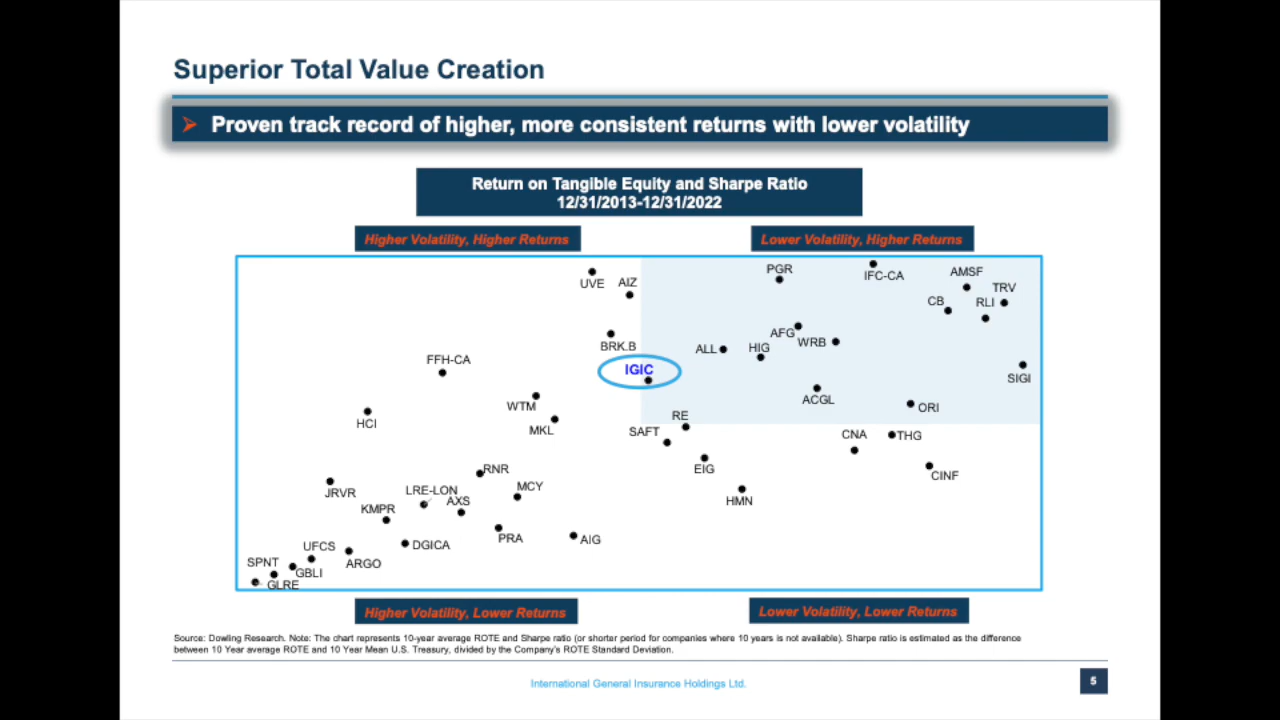 Superior Total Value Creation
➢ Proven track record of higher, more consistent returns with lower volatility
Return on Tangible Equity and Sharpe Ratio
12/31/2013-12/31/2022
Higher Volatility, Higher Returns
Lower Volatility, Higher Returns
UVE
AIZ
PGR
IFC-CA
AMSF
TRV
CB
RLI
BRK.B
AFG
WRB
ALL
HIG
FFH-CA
IGIC
SIGI
WTM
ACGL
ORI
HCI
MKL
RE
SAFT
CNA
THG
EIG
CINF
RNR
JRVR
LRE-LON
MCY
HMN
KMPR
AXS
PRA
AIG
UFCS
DGICA
SPNT
ARGO
GBLI
GLRE
Higher Volatility, Lower Returns
Lower Volatility, Lower Returns
Source: Dowling Research. Note: The chart represents 10-year average ROTE and Sharpe ratio (or shorter period for companies where 10 years is not available). Sharpe ratio is estimated as the difference
between 10 Year average ROTE and 10 Year Mean U.S. Treasury, divided by the Company's ROTE Standard Deviation.
International General Insurance Holdings Ltd.
5